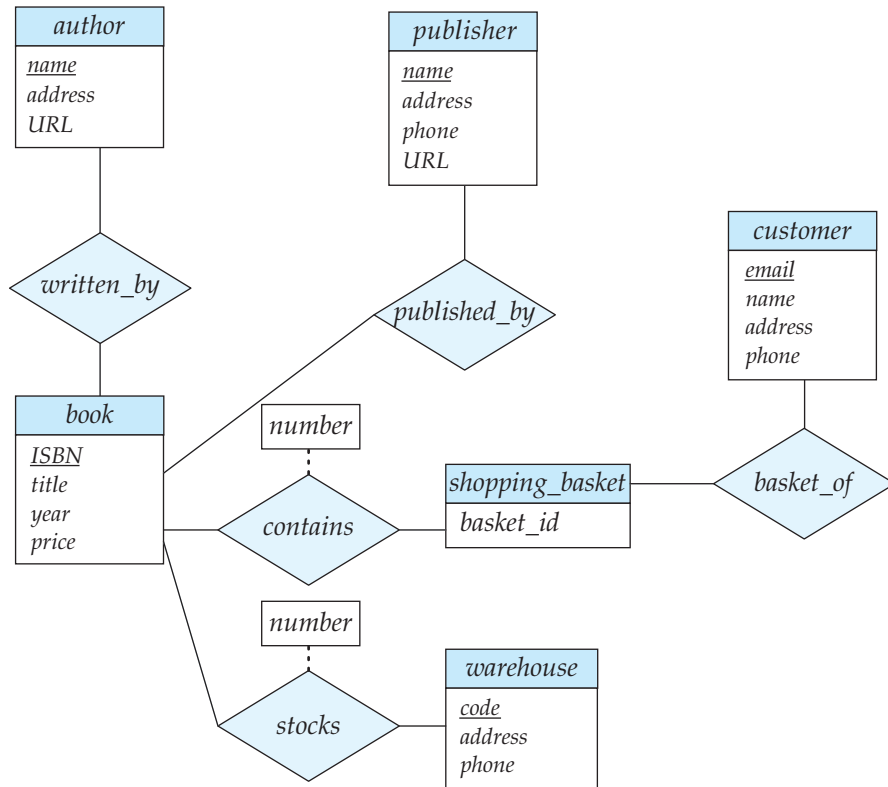 author
name
address
URL
publisher
name
address
phone
URL
customer
email
name
address
phone
written_by
published_by
book
ISBN
title
year
price
number
contains
shopping_basket
basket_id
basket_of
number
stocks
warehouse
code
address
phone